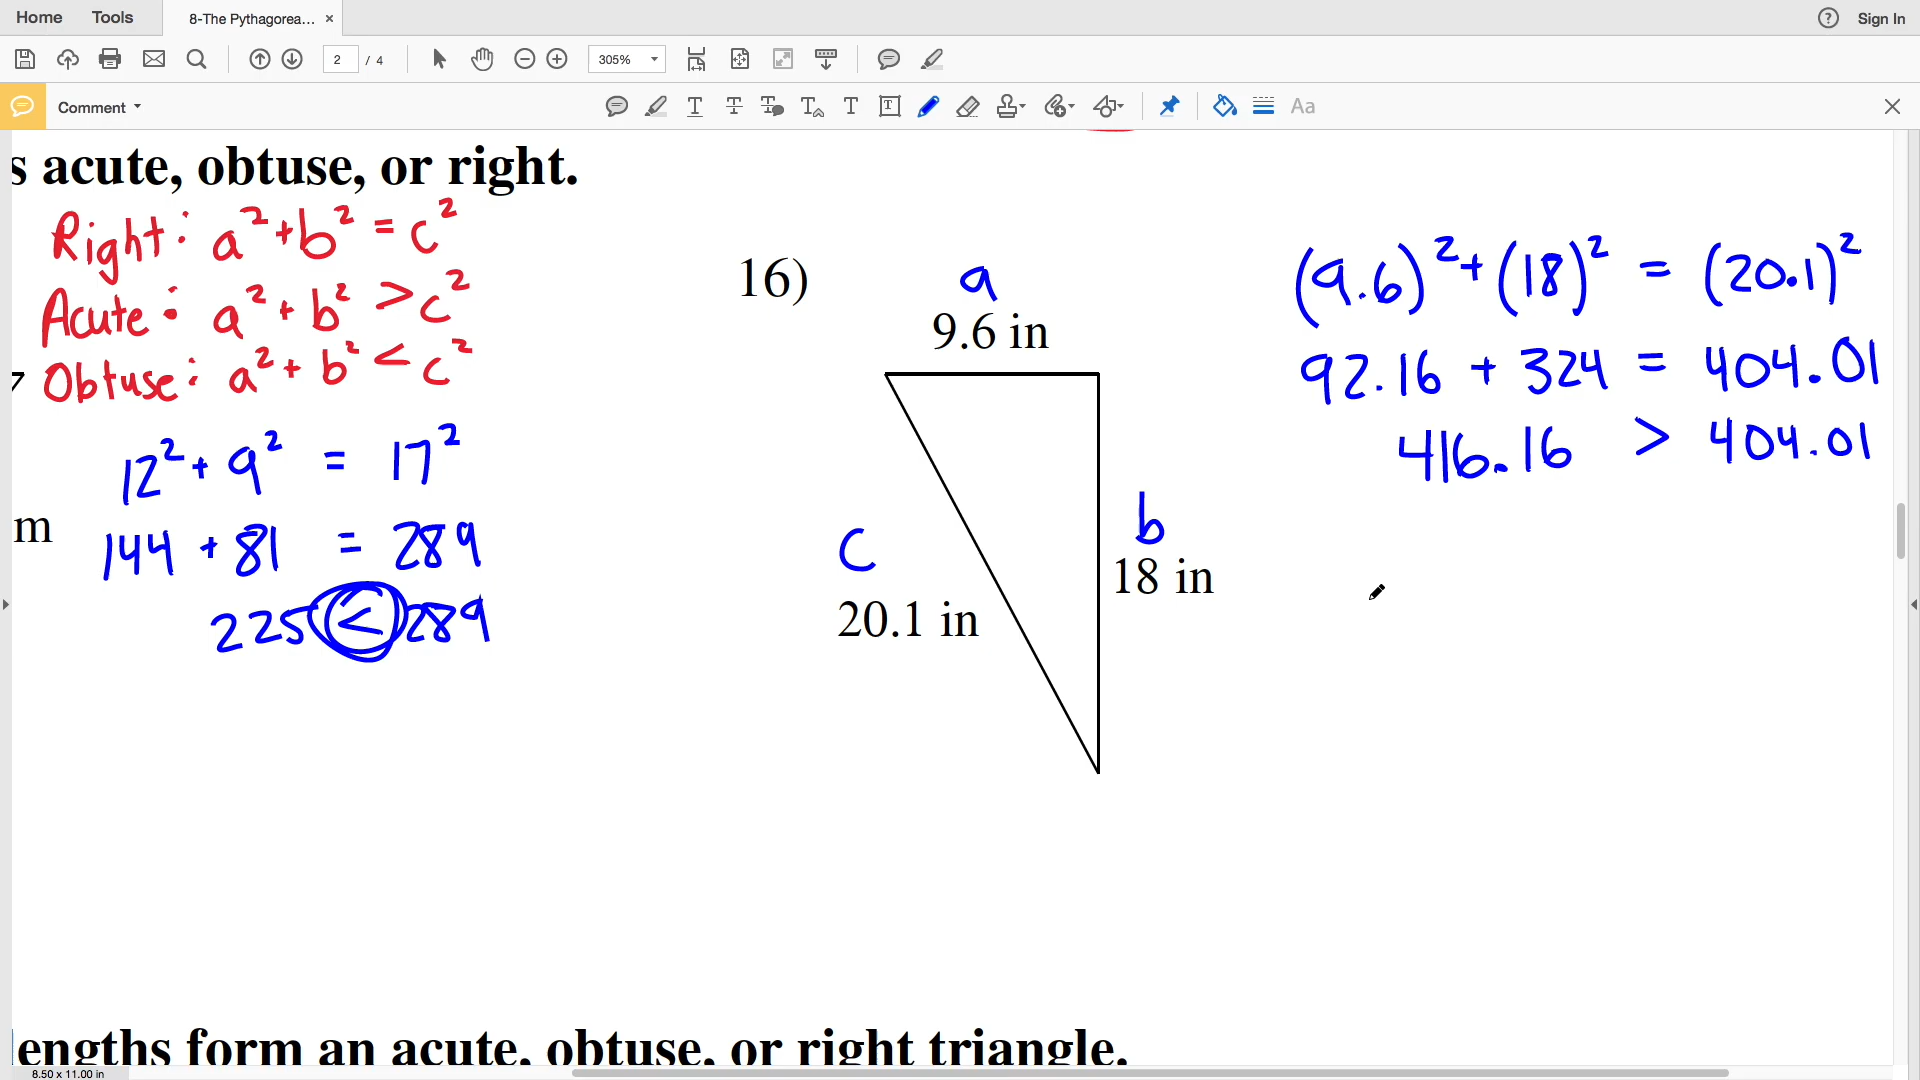 Home Tools 8-The Pythagorea... × ? Sign In
2 / 4 305%
Comment Aa
s acute, obtuse, or right.
Right: a²+b² = c²
Acute: a² + b² > c²
Obtuse: a² + b² < c²
12² + 9² = 17²
m
144 + 81 = 289
225 < 289
16)
a
9.6 in
b
18 in
c
20.1 in
(9.6)² + (18)² = (20.1)²
92.16 + 324 = 404.01
416.16 > 404.01
lengths form an acute, obtuse, or right triangle.
8.50 x 11.00 in